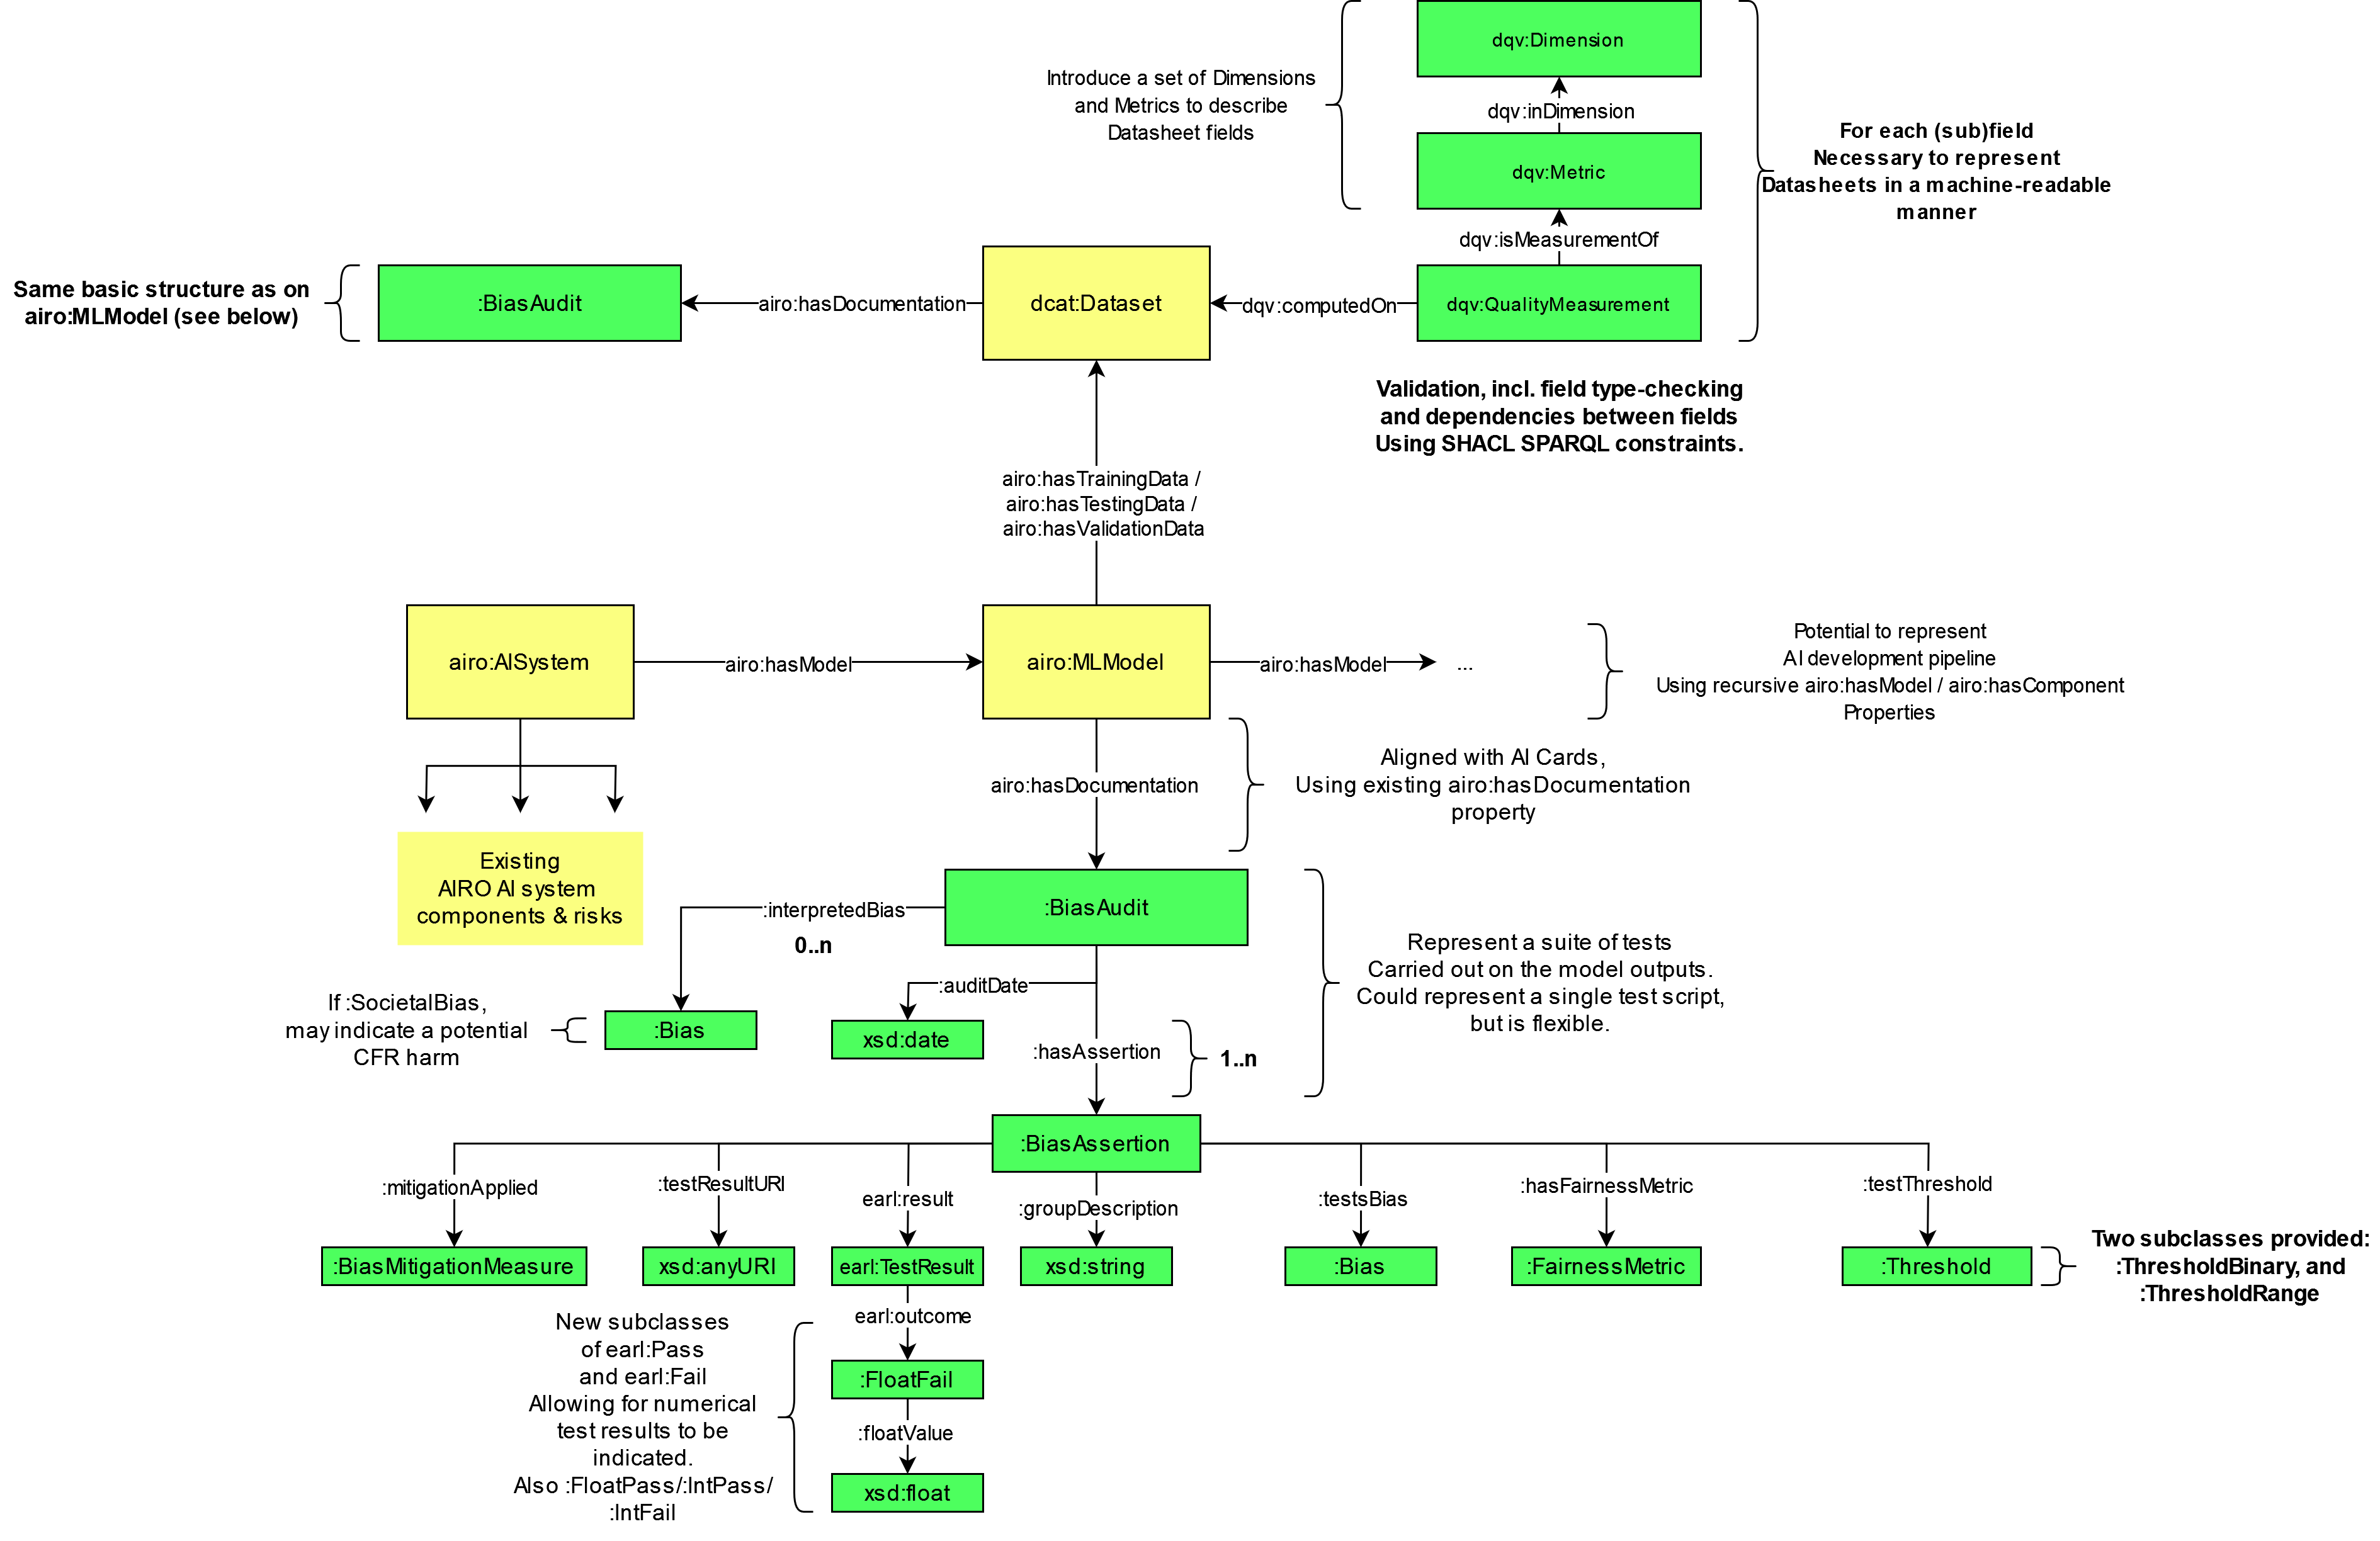 dqv:Dimension
Introduce a set of Dimensions
and Metrics to describe
Datasheet fields
dqv:inDimension
For each (sub)field
Necessary to represent
Datasheets in a machine-readable
manner
dqv:Metric
dqv:isMeasurementOf
Same basic structure as on
airo:MLModel (see below)
:BiasAudit
airo:hasDocumentation
dcat:Dataset
dqv:computedOn
dqv:QualityMeasurement
Validation, incl. field type-checking
and dependencies between fields
Using SHACL SPARQL constraints.
airo:hasTrainingData /
airo:hasTestingData /
airo:hasValidationData
airo:AISystem
airo:hasModel
airo:MLModel
airo:hasModel
...
Potential to represent
AI development pipeline
Using recursive airo:hasModel / airo:hasComponent
Properties
airo:hasDocumentation
Aligned with AI Cards,
Using existing airo:hasDocumentation
property
Existing
AIRO AI system
components & risks
:interpretedBias
0..n
:BiasAudit
Represent a suite of tests
Carried out on the model outputs.
Could represent a single test script,
but is flexible.
:auditDate
If :SocietalBias,
may indicate a potential
CFR harm
:Bias
xsd:date
:hasAssertion
1..n
:BiasAssertion
:mitigationApplied
:testResultURI
earl:result
:groupDescription
:testsBias
:hasFairnessMetric
:testThreshold
:BiasMitigationMeasure
xsd:anyURI
earl:TestResult
xsd:string
:Bias
:FairnessMetric
:Threshold
Two subclasses provided:
:ThresholdBinary, and
:ThresholdRange
earl:outcome
New subclasses
of earl:Pass
and earl:Fail
Allowing for numerical
test results to be
indicated.
Also :FloatPass/:IntPass/
:IntFail
:FloatFail
:floatValue
xsd:float